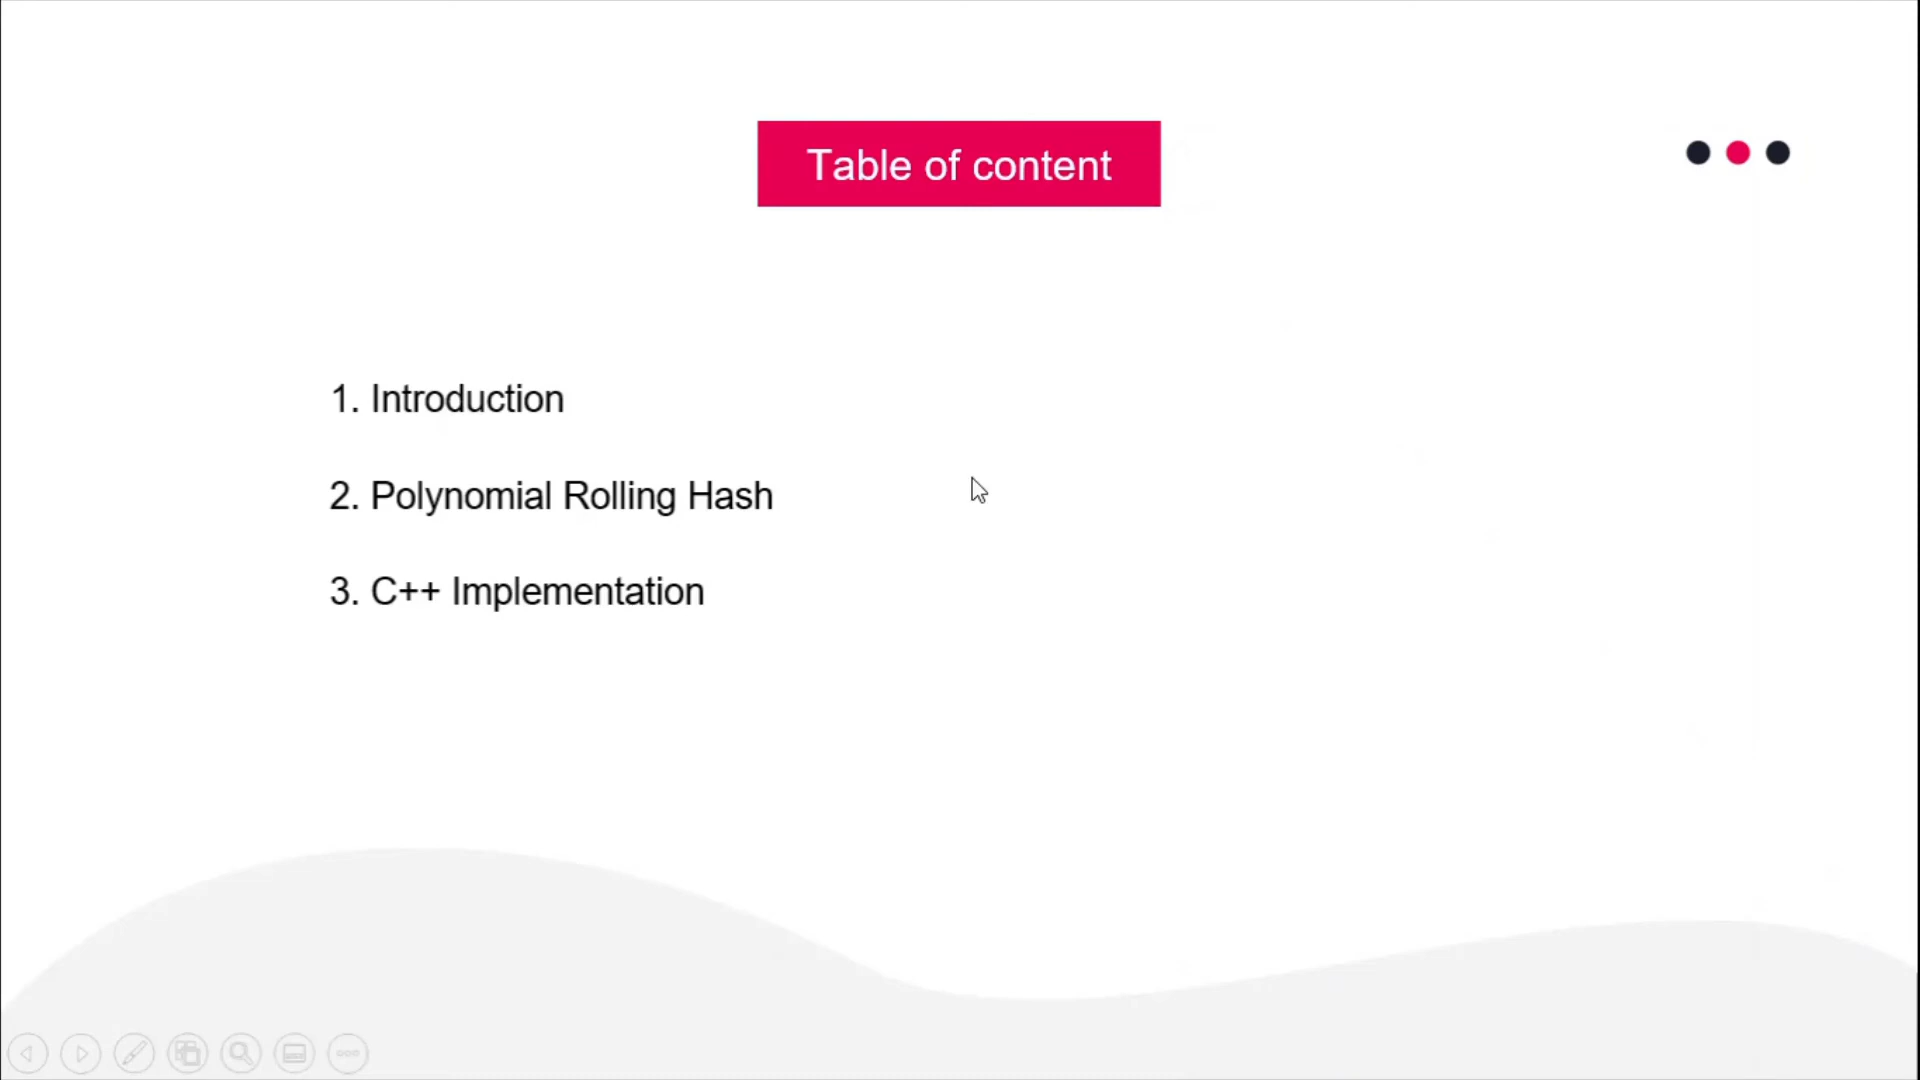 Table of content
1. Introduction
2. Polynomial Rolling Hash
3. C++ Implementation